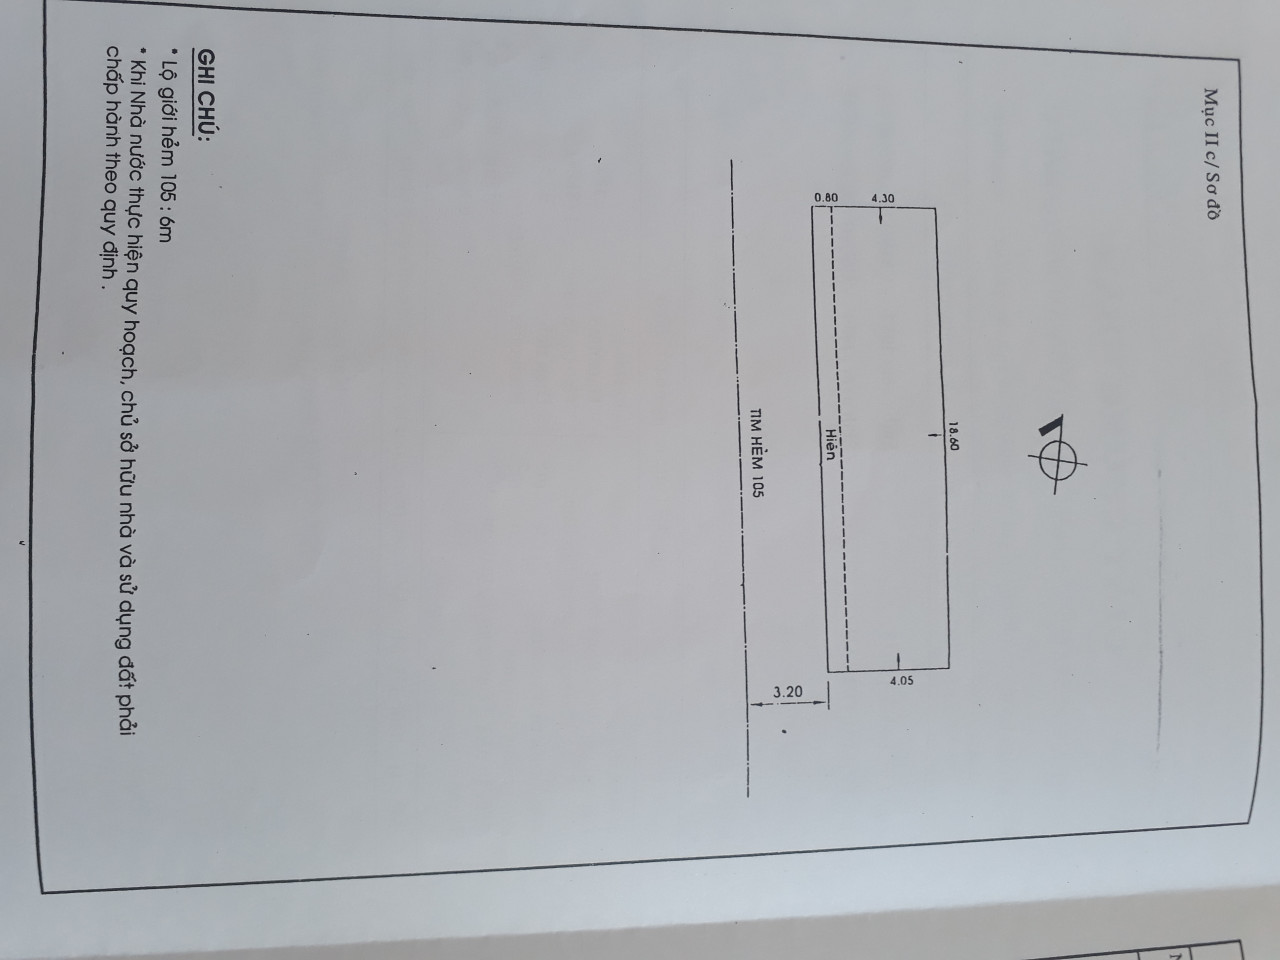 Mục II c/ Sơ đồ
18.60
4.30
0.80
4.05
Hiên
3.20
TIM HẺM 105
GHI CHÚ:
* Lộ giới hẻm 105 : 6m
* Khi Nhà nước thực hiện quy hoạch, chủ sở hữu nhà và sử dụng đất phải
chấp hành theo quy định .